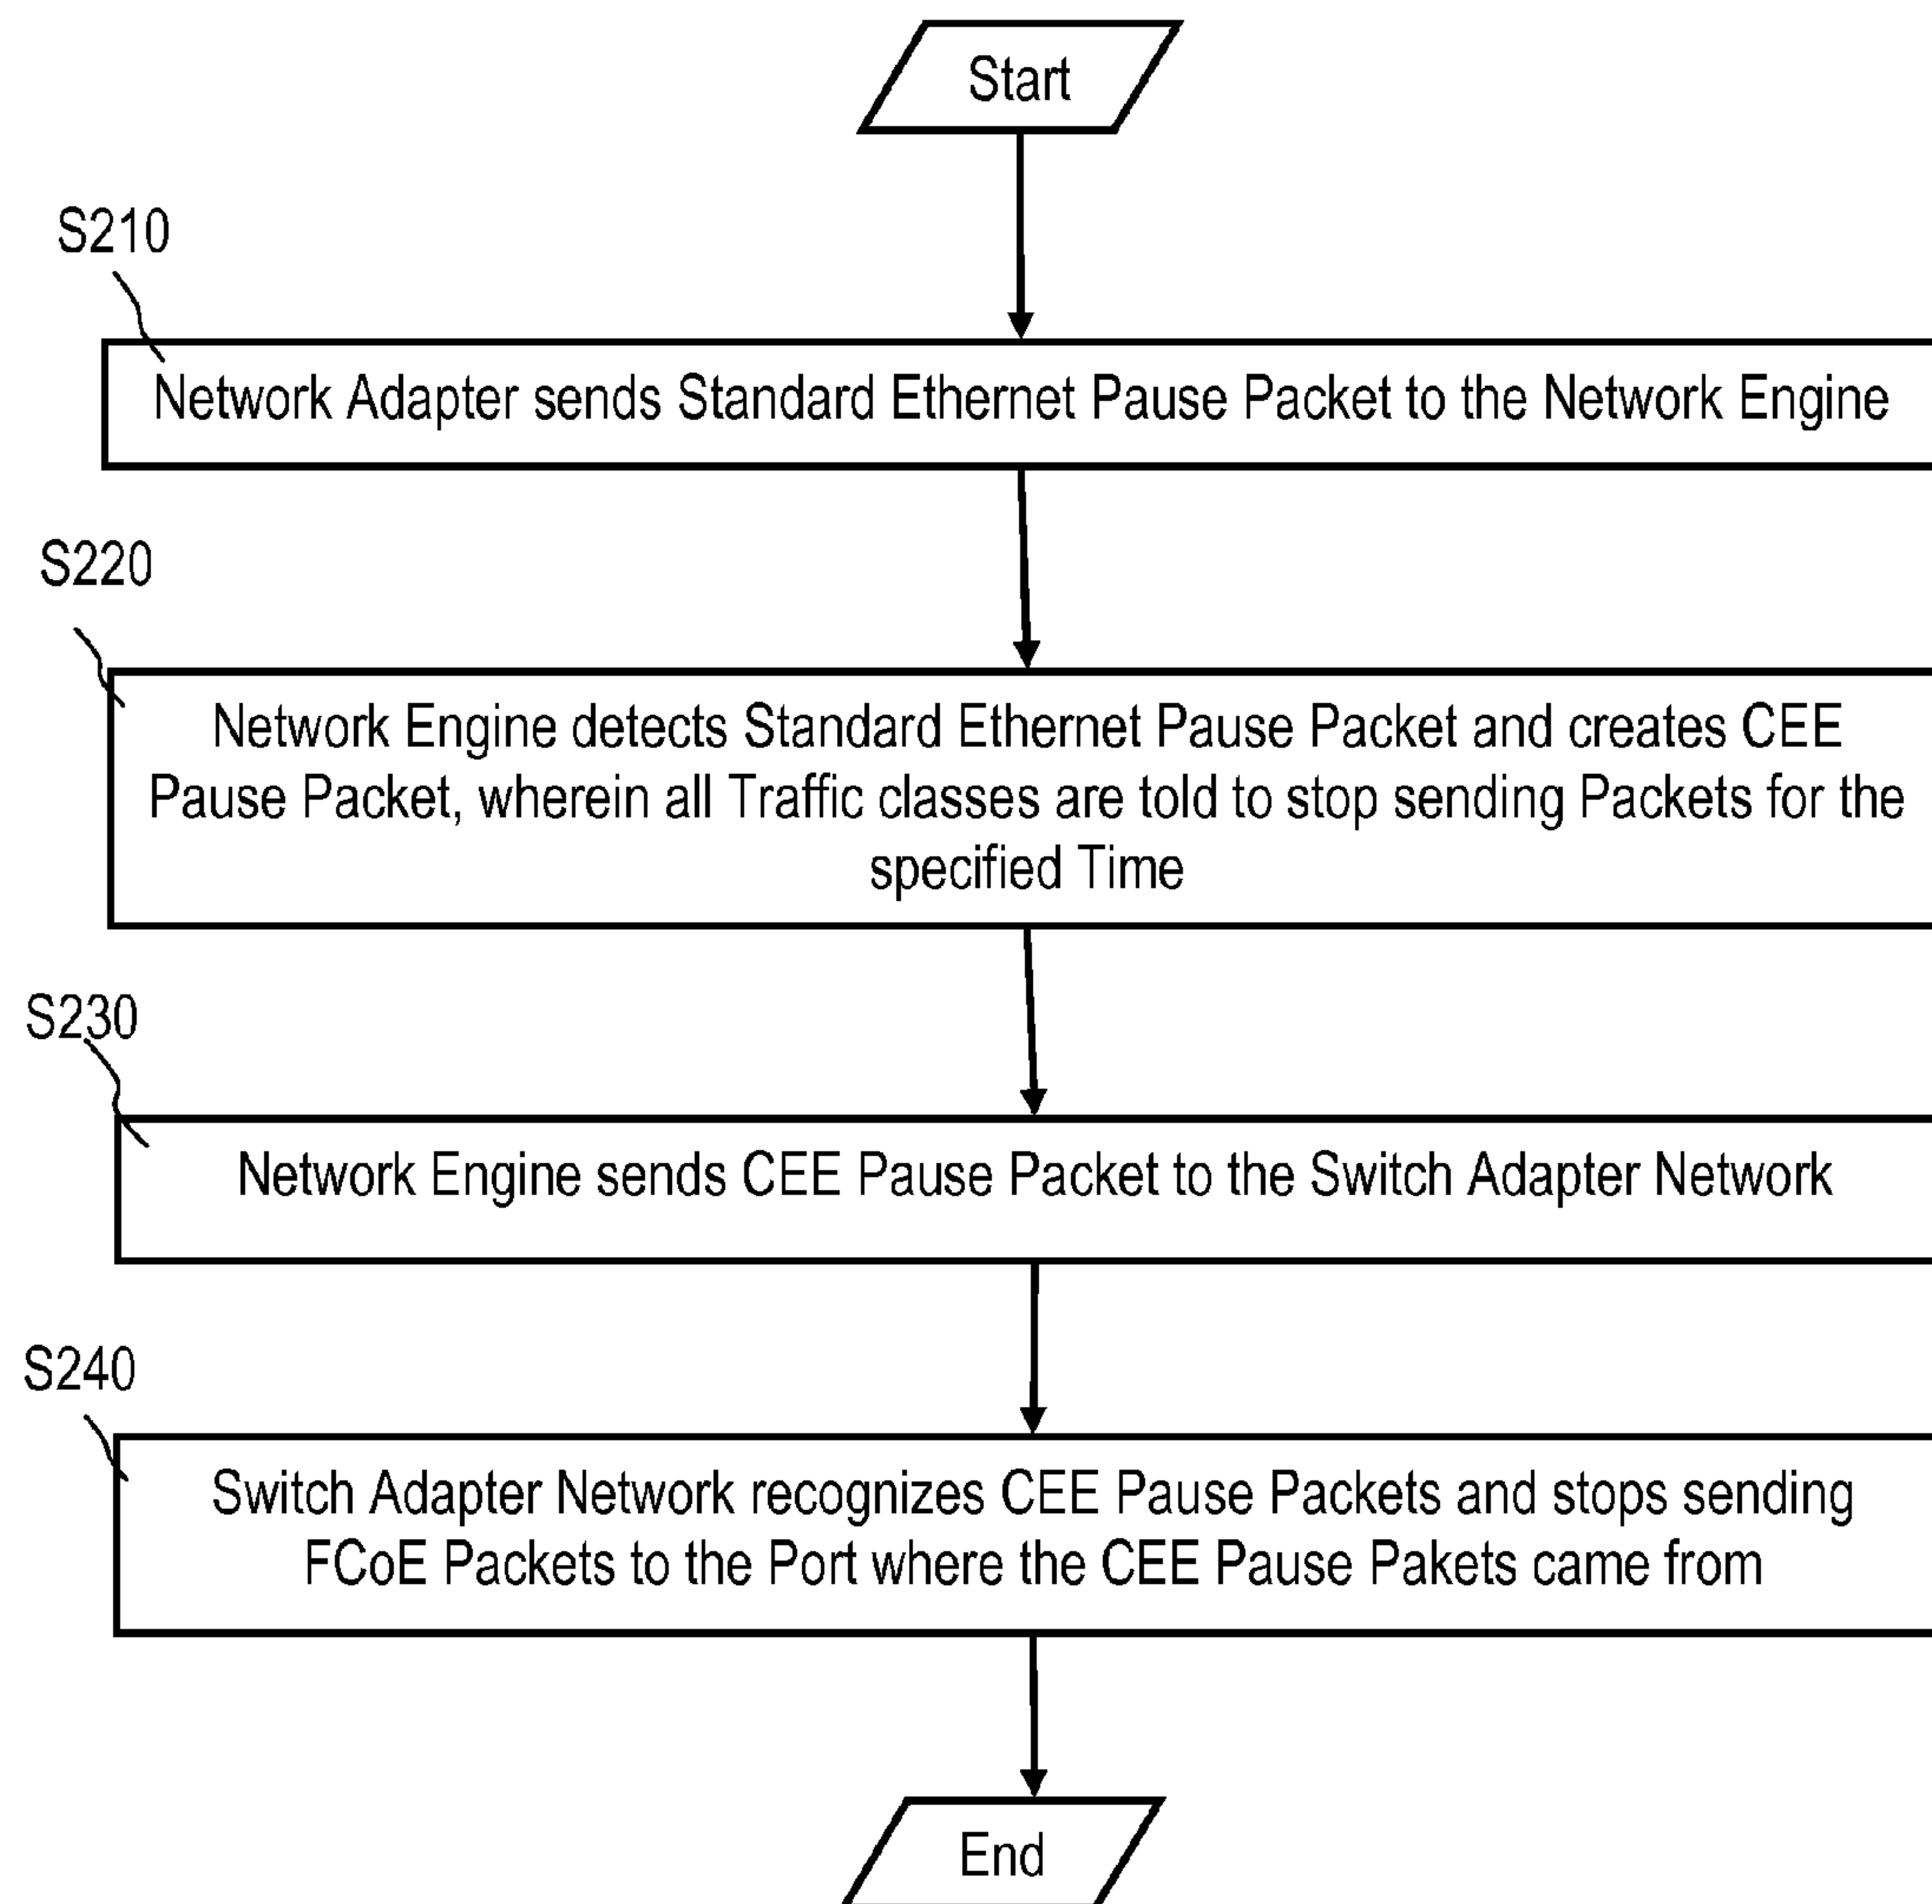 Start
S210
Network Adapter sends Standard Ethernet Pause Packet to the Network Engine
S220
Network Engine detects Standard Ethernet Pause Packet and creates CEE
Pause Packet, wherein all Traffic classes are told to stop sending Packets for the
specified Time
S230
Network Engine sends CEE Pause Packet to the Switch Adapter Network
S240
Switch Adapter Network recognizes CEE Pause Packets and stops sending
FCoE Packets to the Port where the CEE Pause Pakets came from
End